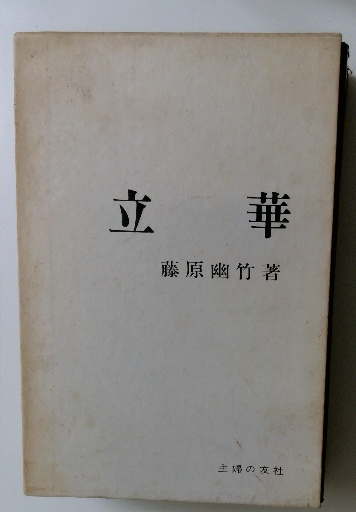 立 華
藤原幽竹著
主婦の友社